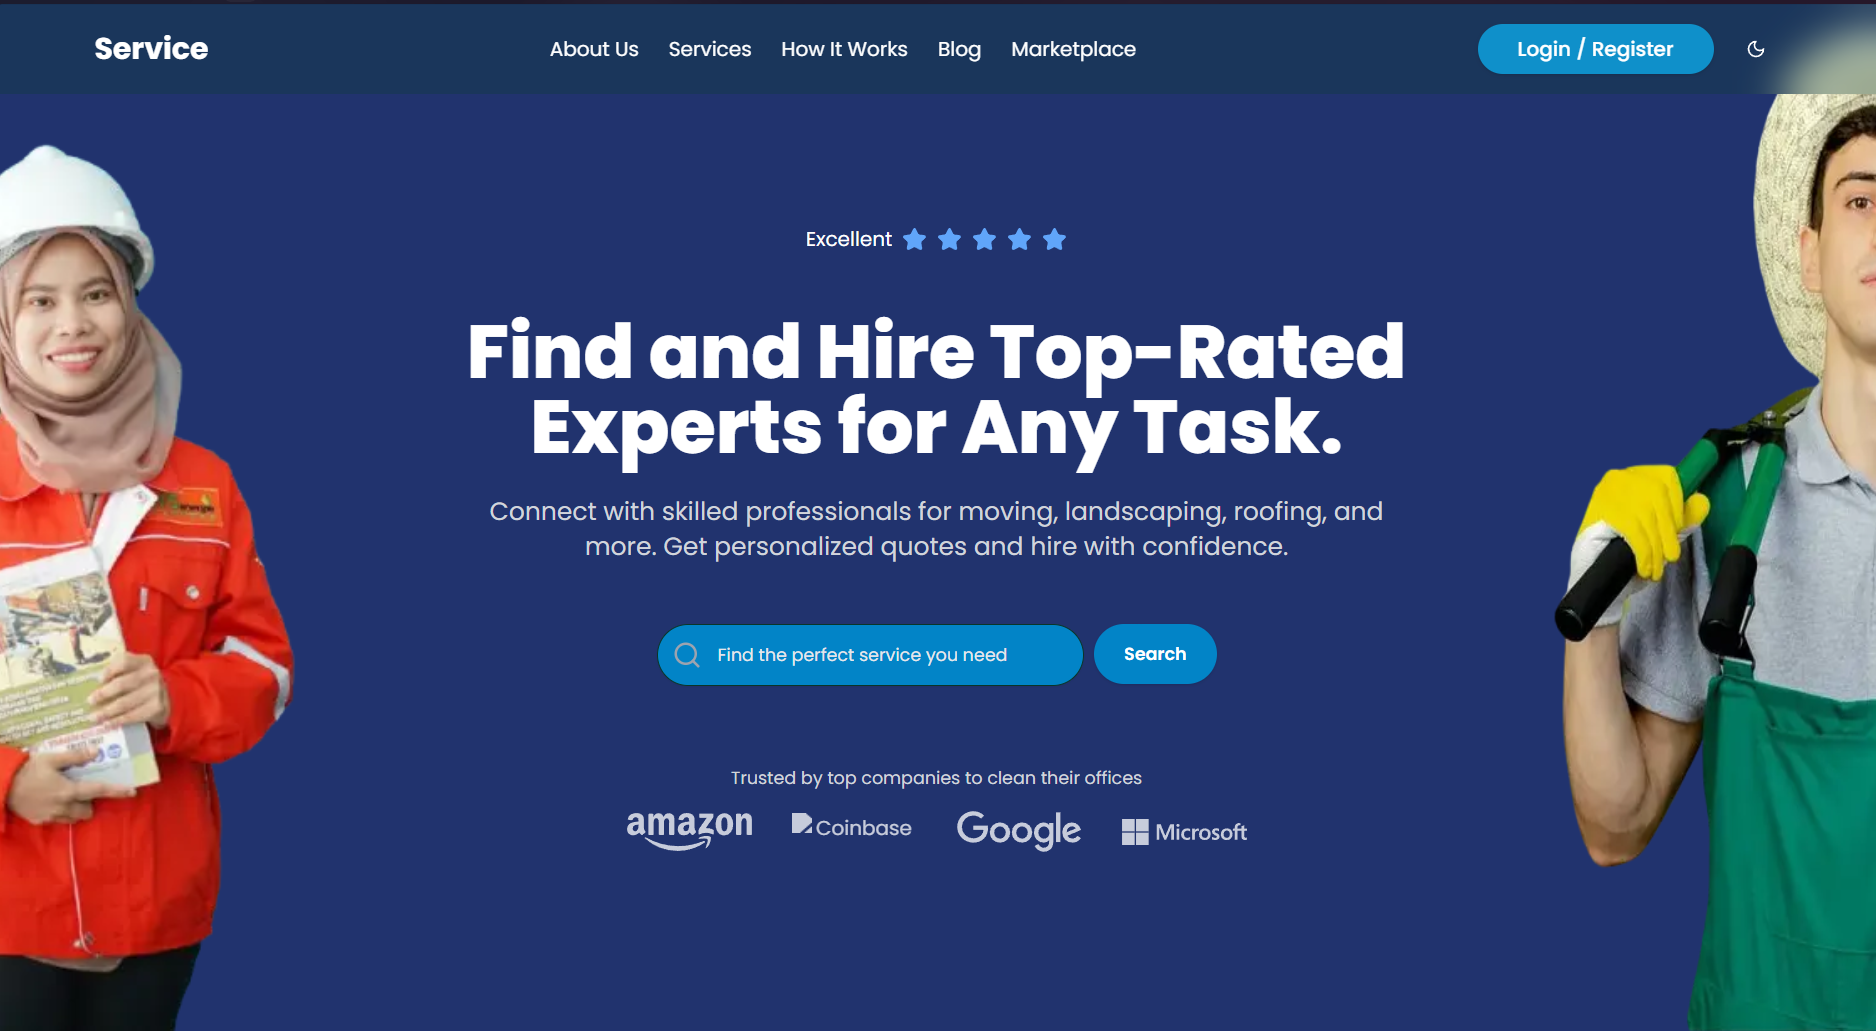 Service
About Us
Services
How It Works
Blog
Marketplace
Login / Register
Excellent
Find and Hire Top-Rated
Experts for Any Task.
Connect with skilled professionals for moving, landscaping, roofing, and
more. Get personalized quotes and hire with confidence.
Find the perfect service you need
Search
Trusted by top companies to clean their offices
amazon
Coinbase
Google
Microsoft